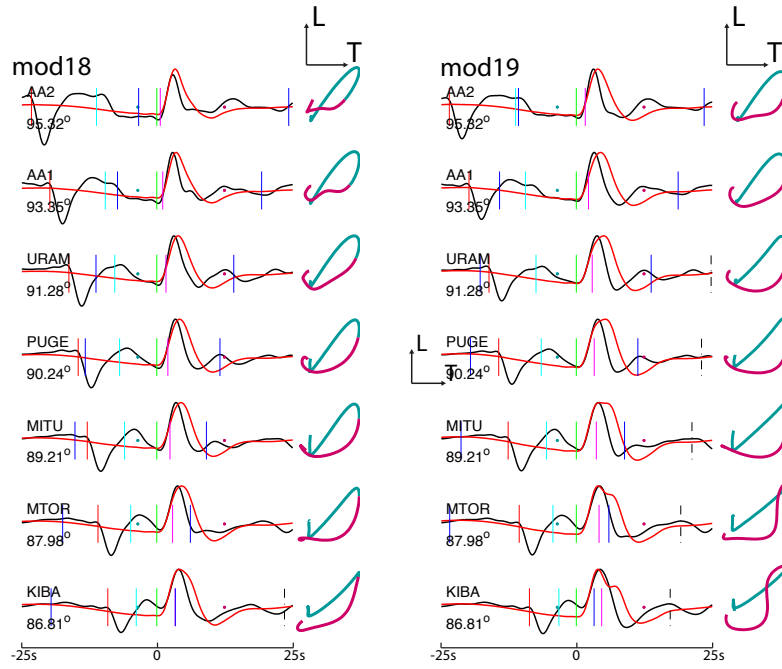 L
T
mod18
AA2
95.32°
AA1
93.35°
URAM
91.28°
PUGE
90.24°
MITU
89.21°
MTOR
87.98°
KIBA
86.81°
-25s
0
25s
L
T
mod19
AA2
95.32°
AA1
93.35°
URAM
91.28°
L
T
PUGE
90.24°
MITU
89.21°
MTOR
87.98°
KIBA
86.81°
-25s
0
25s